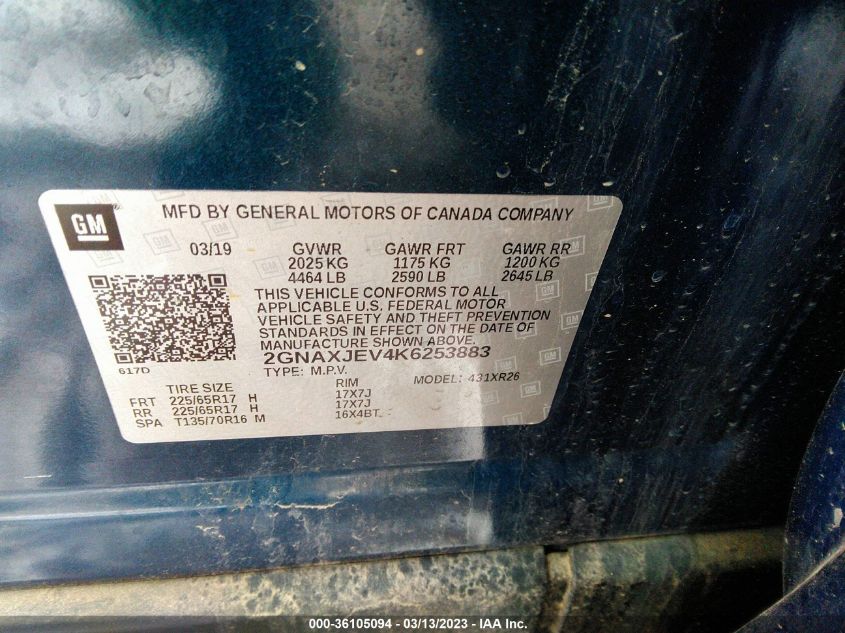 GM
MFD BY GENERAL MOTORS OF CANADA COMPANY
03/19 GVWR GAWR FRT GAWR RR
2025 KG 1175 KG 1200 KG
4464 LB 2590 LB 2645 LB
THIS VEHICLE CONFORMS TO ALL
APPLICABLE U.S. FEDERAL MOTOR
VEHICLE SAFETY AND THEFT PREVENTION
STANDARDS IN EFFECT ON THE DATE OF
MANUFACTURE SHOWN ABOVE.
2GNAXJEV4K6253883
617D TYPE: M.P.V. MODEL: 431XR26
TIRE SIZE RIM
FRT 225/65R17 H 17X7J
RR 225/65R17 H 17X7J
SPA T135/70R16 M 16X4BT
000-36105094 - 03/13/2023 - IAA Inc.